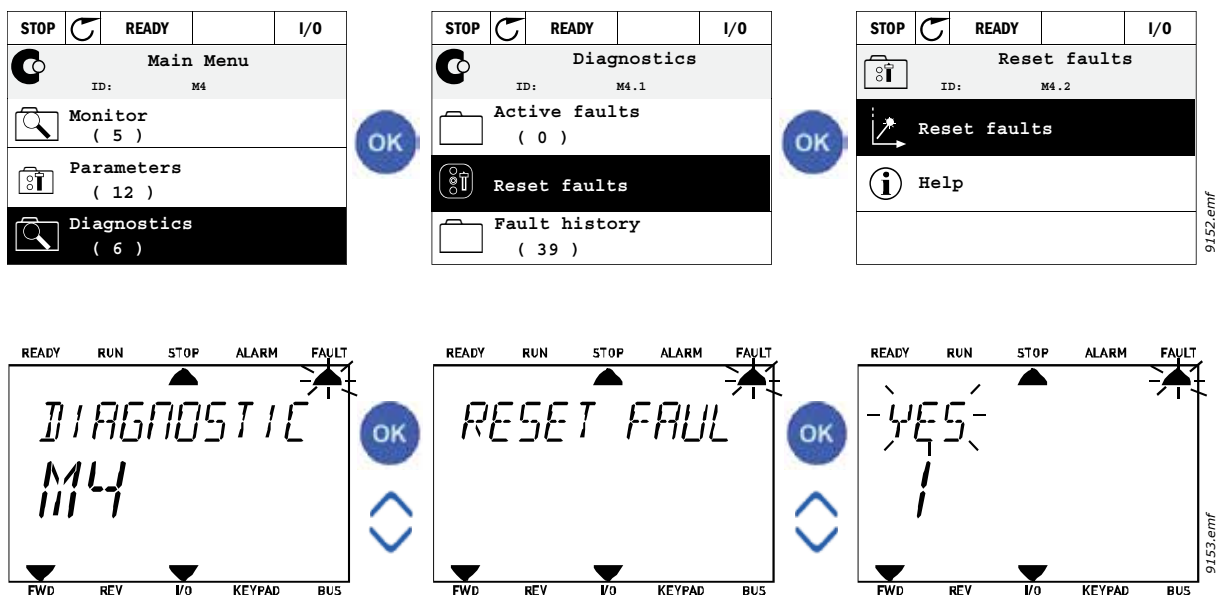 STOP READY I/O
Main Menu
ID: M4
Monitor
( 5 )
Parameters
( 12 )
Diagnostics
( 6 )
OK
STOP READY I/O
Diagnostics
ID: M4.1
Active faults
( 0 )
Reset faults
Fault history
( 39 )
OK
STOP READY I/O
Reset faults
ID: M4.2
Reset faults
Help
9152.emf
READY RUN STOP ALARM FAULT
DIAGNOSTIC
M4
FWD REV I/O KEYPAD BUS
OK
READY RUN STOP ALARM FAULT
RESET FAUL
FWD REV I/O KEYPAD BUS
OK
READY RUN STOP ALARM FAULT
YES
1
FWD REV I/O KEYPAD BUS
9153.emf